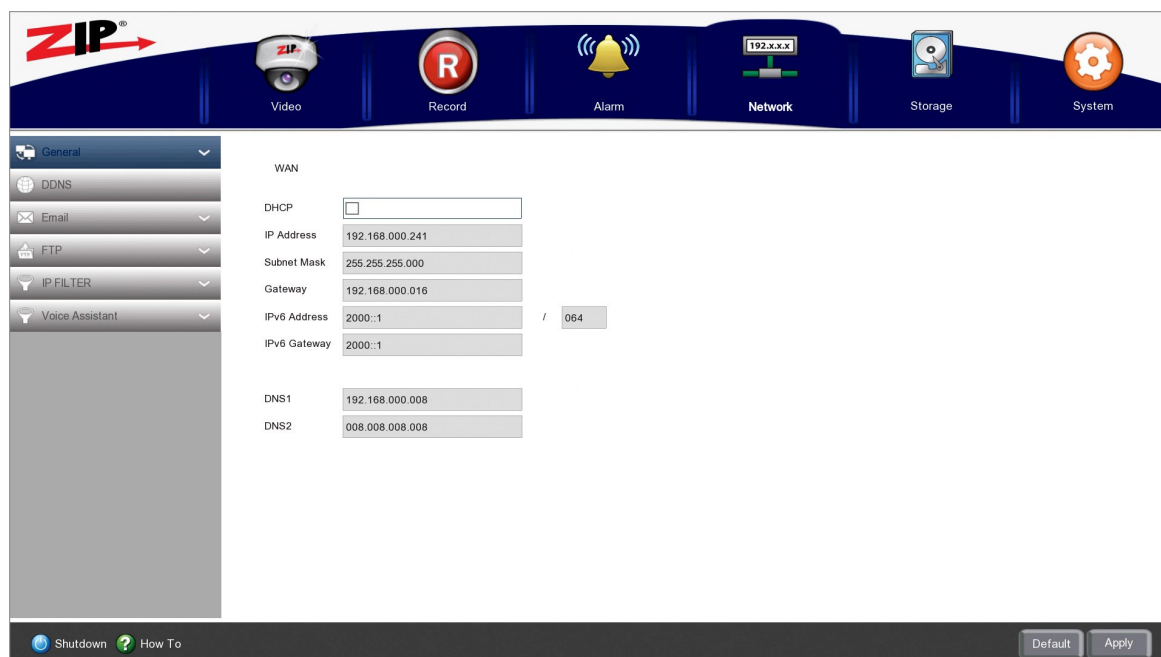 ZIP®
ZIP
R
192.x.x.x
Video
Record
Alarm
Network
Storage
System
General
DDNS
Email
FTP
FTP
IP FILTER
Voice Assistant
WAN
DHCP
IP Address 192.168.000.241
Subnet Mask 255.255.255.000
Gateway 192.168.000.016
IPv6 Address 2000::1 / 064
IPv6 Gateway 2000::1
DNS1 192.168.000.008
DNS2 008.008.008.008
Shutdown ? How To
Default
Apply